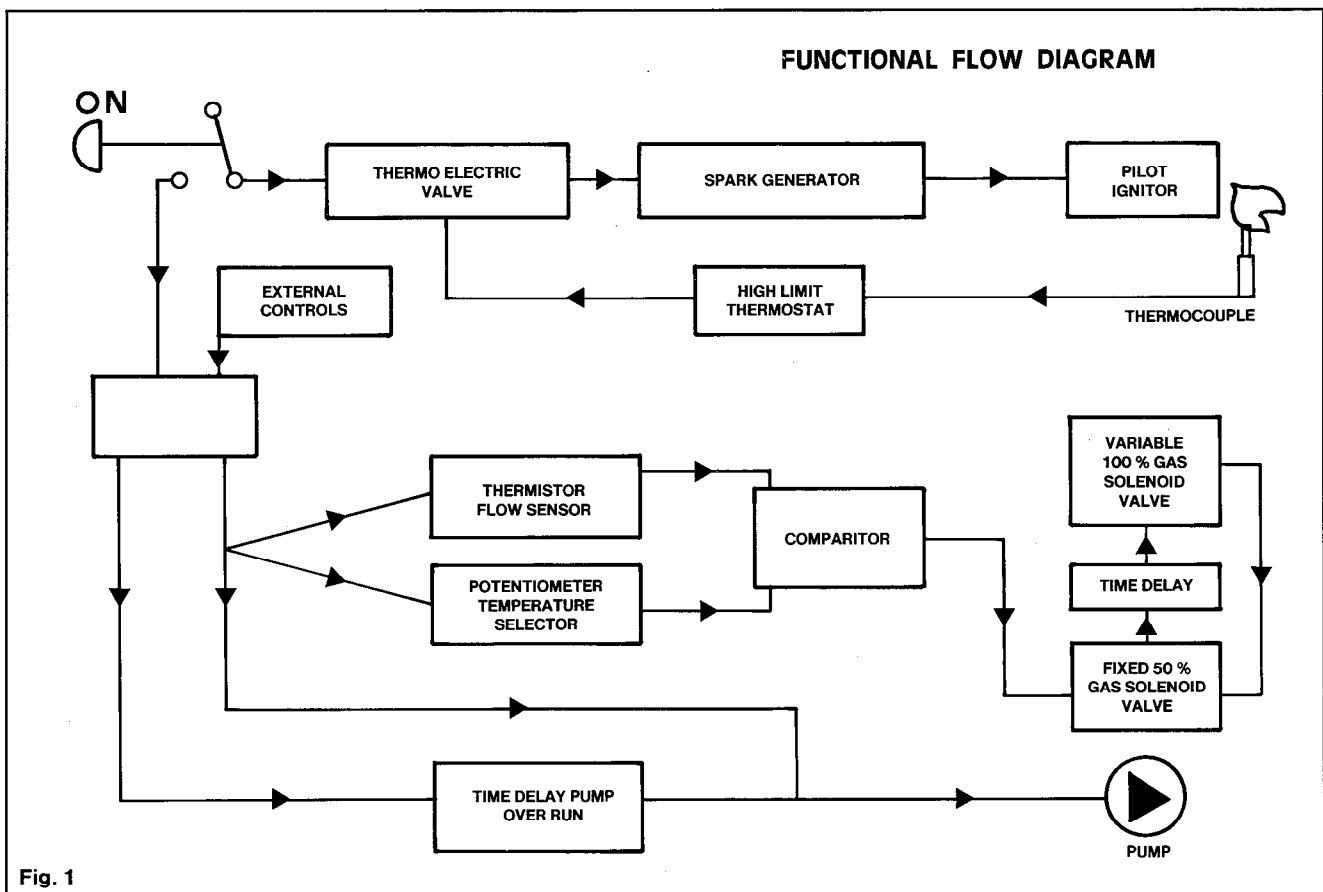 FUNCTIONAL FLOW DIAGRAM
ON
THERMO ELECTRIC
VALVE
SPARK GENERATOR
PILOT
IGNITOR
EXTERNAL
CONTROLS
HIGH LIMIT
THERMOSTAT
THERMOCOUPLE
THERMISTOR
FLOW SENSOR
COMPARITOR
VARIABLE
100 % GAS
SOLENOID
VALVE
POTENTIOMETER
TEMPERATURE
SELECTOR
TIME DELAY
FIXED 50 %
GAS SOLENOID
VALVE
TIME DELAY PUMP
OVER RUN
PUMP
Fig. 1